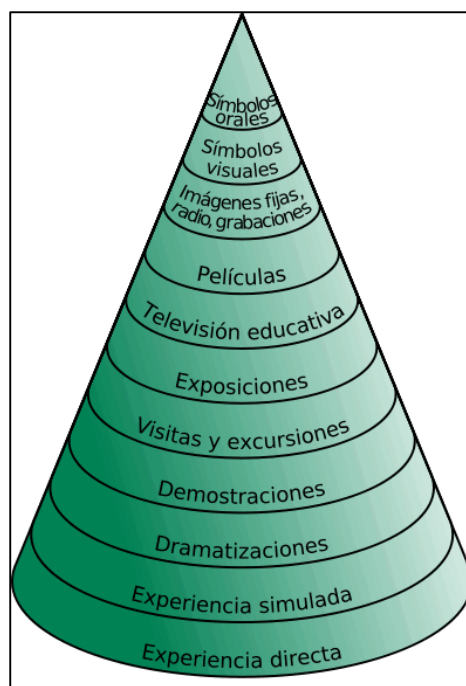 Símbolos
orales
Símbolos
visuales
Imágenes fijas,
radio, grabaciones
Películas
Televisión educativa
Exposiciones
Visitas y excursiones
Demostraciones
Dramatizaciones
Experiencia simulada
Experiencia directa